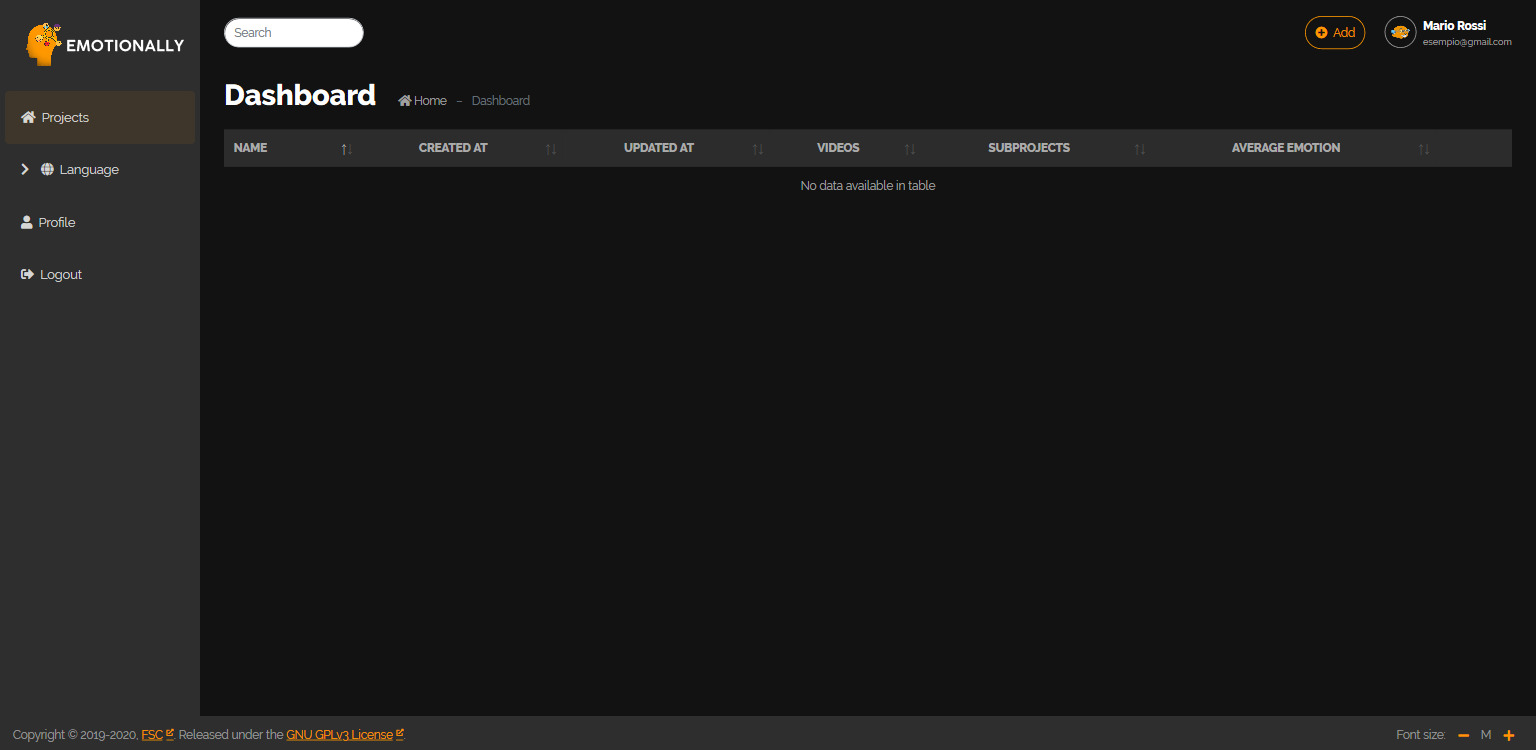 EMOTIONALLY
Search
Add
Mario Rossi
esempio@gmail.com
Projects
Language
Profile
Logout
Dashboard
Home – Dashboard
NAME CREATED AT UPDATED AT VIDEOS SUBPROJECTS AVERAGE EMOTION
No data available in table
Copyright © 2019-2020, FSC. Released under the GNU GPLv3 License
Font size: M